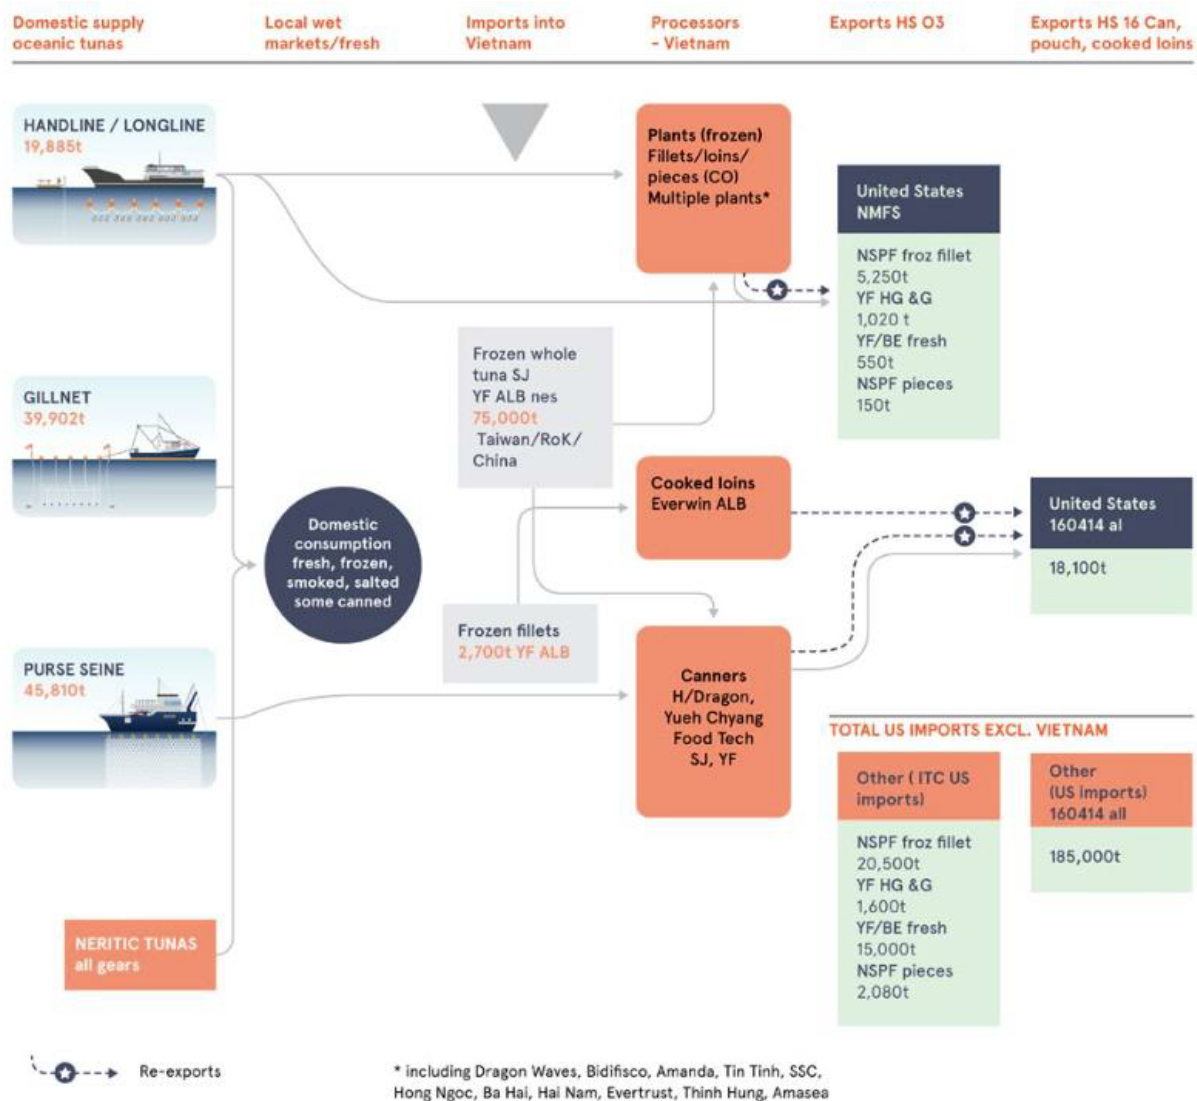 Domestic supply
oceanic tunas
Local wet
markets/fresh
Imports into
Vietnam
Processors
- Vietnam
Exports HS 03
Exports HS 16 Can,
pouch, cooked loins
HANDLINE / LONGLINE
19,885t
GILLNET
39,902t
PURSE SEINE
45,810t
NERITIC TUNAS
all gears
Domestic
consumption
fresh, frozen,
smoked, salted
some canned
Frozen whole
tuna SJ
YF ALB nes
75,000t
Taiwan/RoK/
China
Frozen fillets
2,700t YF ALB
Plants (frozen)
Fillets/loins/
pieces (CO)
Multiple plants*
Cooked loins
Everwin ALB
Canners
H/Dragon,
Yueh Chyang
Food Tech
SJ, YF
United States
NMFS
NSPF froz fillet
5,250t
YF HG &G
1,020 t
YF/BE fresh
550t
NSPF pieces
150t
United States
160414 al
18,100t
TOTAL US IMPORTS EXCL. VIETNAM
Other ( ITC US
imports)
NSPF froz fillet
20,500t
YF HG &G
1,600t
YF/BE fresh
15,000t
NSPF pieces
2,080t
Other
(US imports)
160414 all
185,000t
Re-exports
* including Dragon Waves, Bidifisco, Amanda, Tin Tinh, SSC,
Hong Ngoc, Ba Hai, Hai Nam, Evertrust, Thinh Hung, Amasea